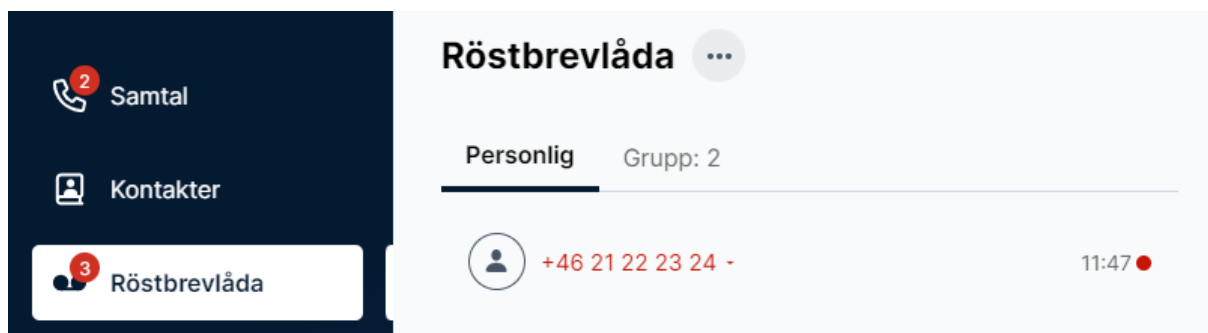 2
Samtal
Kontakter
3
Röstbrevlåda
Röstbrevlåda ...
Personlig
Grupp: 2
+46 21 22 23 24 -
11:47